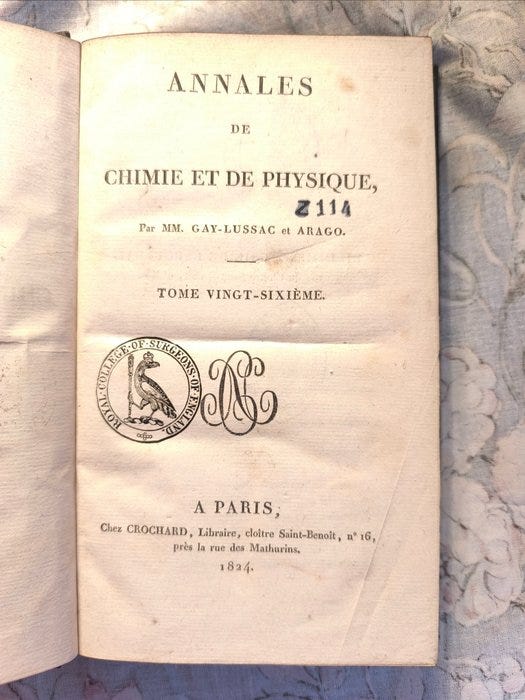 ANNALES
DE
CHIMIE ET DE PHYSIQUE,
Z114
Par MM. GAY-LUSSAC et ARAGO.
TOME VINGT-SIXIÈME.
ROYAL·COLLEGE·OF·SURGEONS·OF·ENGLAND.
A PARIS,
Chez CROCHARD, Libraire, cloître Saint-Benoît, n° 16,
près la rue des Mathurins.
1824.